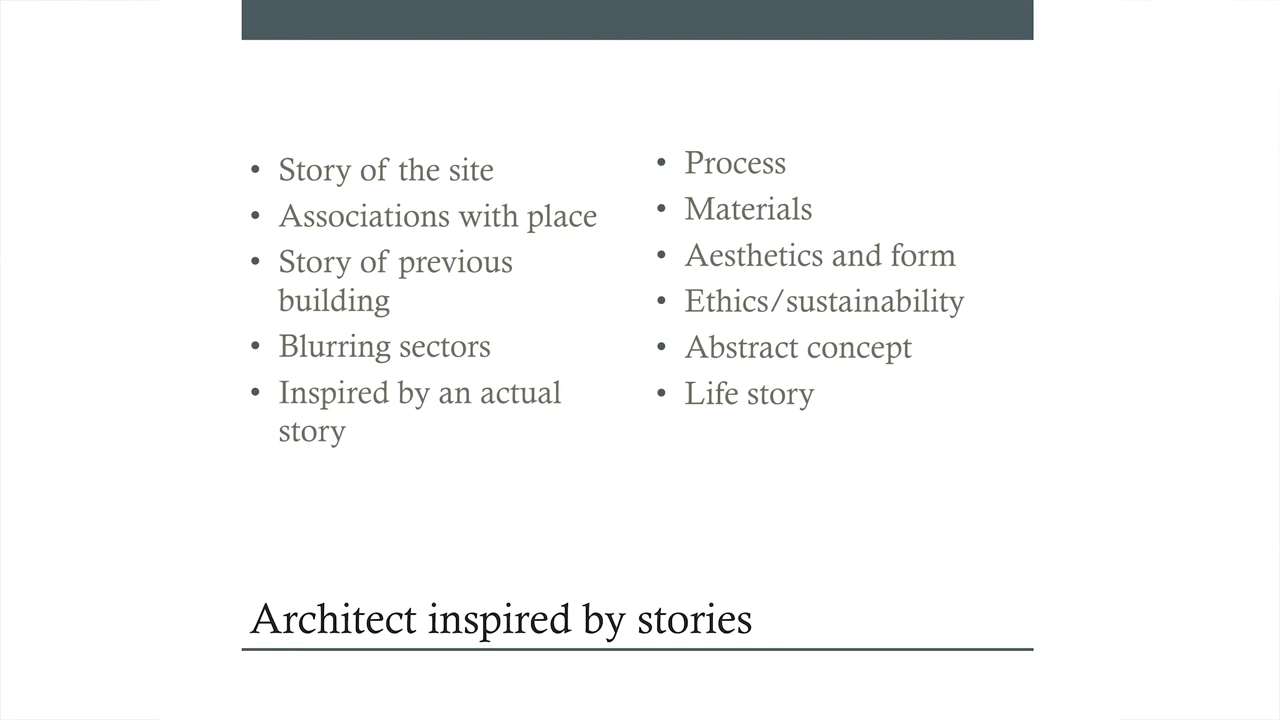 • Story of the site
• Associations with place
• Story of previous
building
• Blurring sectors
• Inspired by an actual
story
• Process
• Materials
• Aesthetics and form
• Ethics/sustainability
• Abstract concept
• Life story
Architect inspired by stories